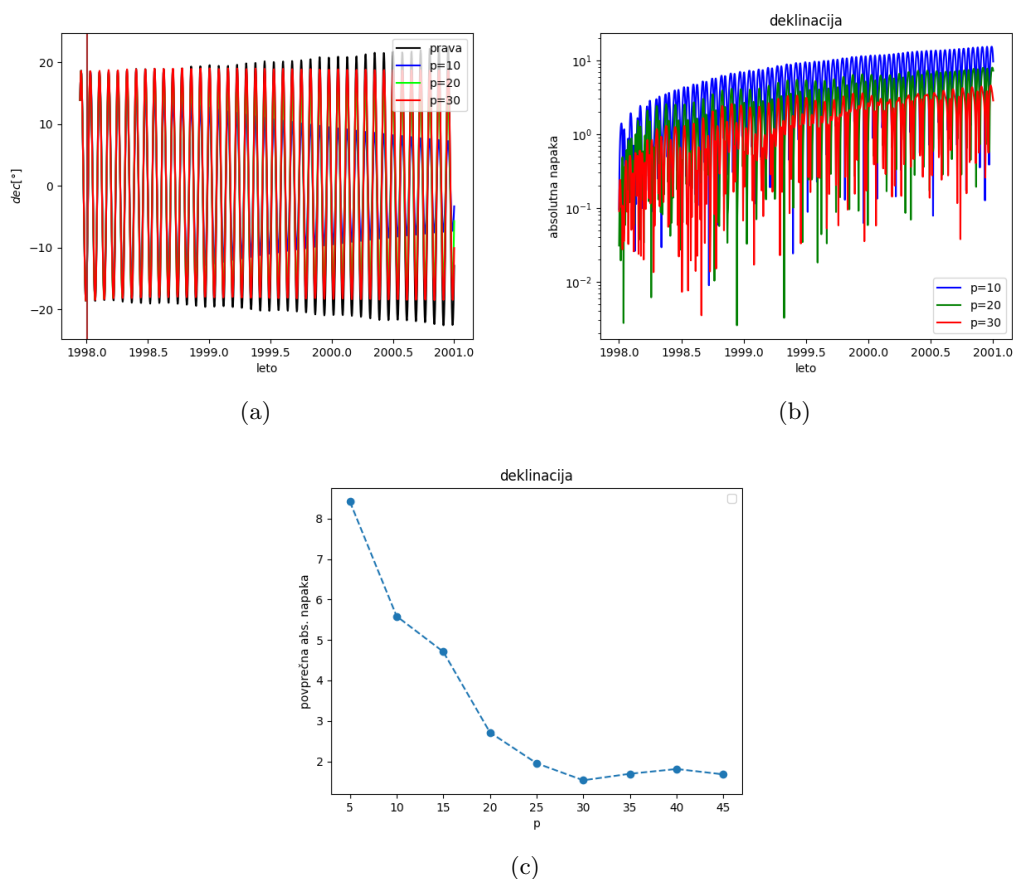 prava
p=10
p=20
p=30
20
10
0
−10
−20
dec[°]
1998.0 1998.5 1999.0 1999.5 2000.0 2000.5 2001.0
leto
(a)
deklinacija
10¹
10⁰
10⁻¹
10⁻²
absolutna napaka
p=10
p=20
p=30
1998.0 1998.5 1999.0 1999.5 2000.0 2000.5 2001.0
leto
(b)
deklinacija
8
7
6
5
4
3
2
povprečna abs. napaka
5 10 15 20 25 30 35 40 45
p
(c)